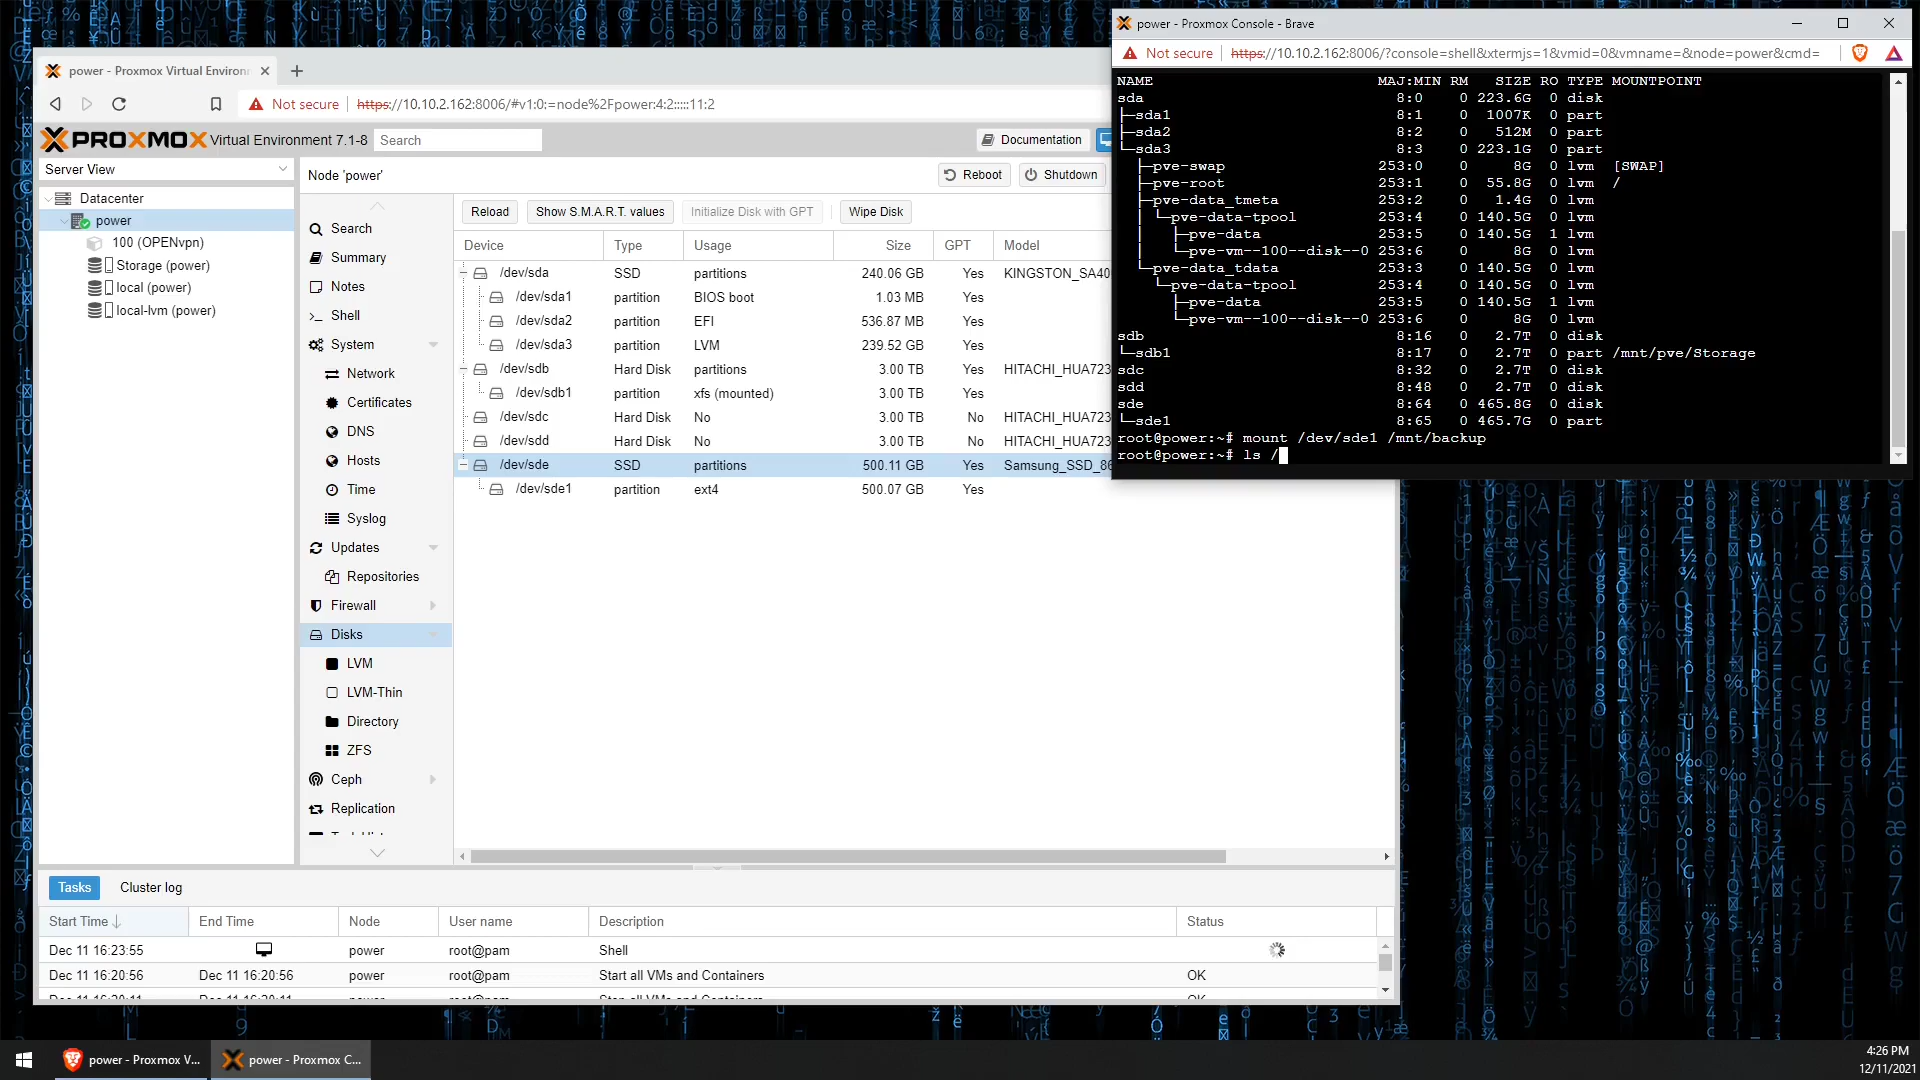 power - Proxmox Virtual Environ
Not secure | https://10.10.2.162:8006/#v1:0:=node%2Fpower:4:2:::::11:2
PROXMOX Virtual Environment 7.1-8 Search Documentation
Server View
Datacenter
power
100 (OPENvpn)
Storage (power)
local (power)
local-lvm (power)
Node 'power' Reboot Shutdown
Search
Summary
Notes
Shell
System
Network
Certificates
DNS
Hosts
Time
Syslog
Updates
Repositories
Firewall
Disks
LVM
LVM-Thin
Directory
ZFS
Ceph
Replication
Reload Show S.M.A.R.T. values Initialize Disk with GPT Wipe Disk
Device Type Usage Size GPT Model
/dev/sda SSD partitions 240.06 GB Yes KINGSTON_SA40
/dev/sda1 partition BIOS boot 1.03 MB Yes
/dev/sda2 partition EFI 536.87 MB Yes
/dev/sda3 partition LVM 239.52 GB Yes
/dev/sdb Hard Disk partitions 3.00 TB Yes HITACHI_HUA723
/dev/sdb1 partition xfs (mounted) 3.00 TB Yes
/dev/sdc Hard Disk No 3.00 TB No HITACHI_HUA723
/dev/sdd Hard Disk No 3.00 TB No HITACHI_HUA723
/dev/sde SSD partitions 500.11 GB Yes Samsung_SSD_86
/dev/sde1 partition ext4 500.07 GB Yes
Tasks Cluster log
Start Time End Time Node User name Description Status
Dec 11 16:23:55 power root@pam Shell
Dec 11 16:20:56 Dec 11 16:20:56 power root@pam Start all VMs and Containers OK
power - Proxmox Console - Brave
Not secure | https://10.10.2.162:8006/?console=shell&xtermjs=1&vmid=0&vmname=&node=power&cmd=
NAME MAJ:MIN RM SIZE RO TYPE MOUNTPOINT
sda 8:0 0 223.6G 0 disk
├─sda1 8:1 0 1007K 0 part
├─sda2 8:2 0 512M 0 part
└─sda3 8:3 0 223.1G 0 part
├─pve-swap 253:0 0 8G 0 lvm [SWAP]
├─pve-root 253:1 0 55.8G 0 lvm /
├─pve-data_tmeta 253:2 0 1.4G 0 lvm
│ └─pve-data-tpool 253:4 0 140.5G 0 lvm
│ ├─pve-data 253:5 0 140.5G 1 lvm
│ └─pve-vm--100--disk--0 253:6 0 8G 0 lvm
└─pve-data_tdata 253:3 0 140.5G 0 lvm
└─pve-data-tpool 253:4 0 140.5G 0 lvm
├─pve-data 253:5 0 140.5G 1 lvm
└─pve-vm--100--disk--0 253:6 0 8G 0 lvm
sdb 8:16 0 2.7T 0 disk
└─sdb1 8:17 0 2.7T 0 part /mnt/pve/Storage
sdc 8:32 0 2.7T 0 disk
sdd 8:48 0 2.7T 0 disk
sde 8:64 0 465.8G 0 disk
└─sde1 8:65 0 465.7G 0 part
root@power:~# mount /dev/sde1 /mnt/backup
root@power:~# ls /
power - Proxmox V...
power - Proxmox C...
4:26 PM
12/11/2021